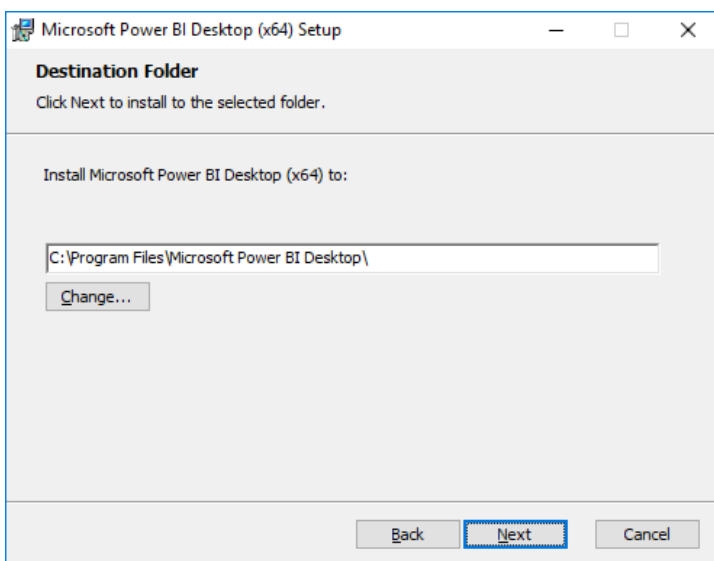 Microsoft Power BI Desktop (x64) Setup
Destination Folder
Click Next to install to the selected folder.
Install Microsoft Power BI Desktop (x64) to:
C:\Program Files\Microsoft Power BI Desktop\
Change...
Back Next Cancel